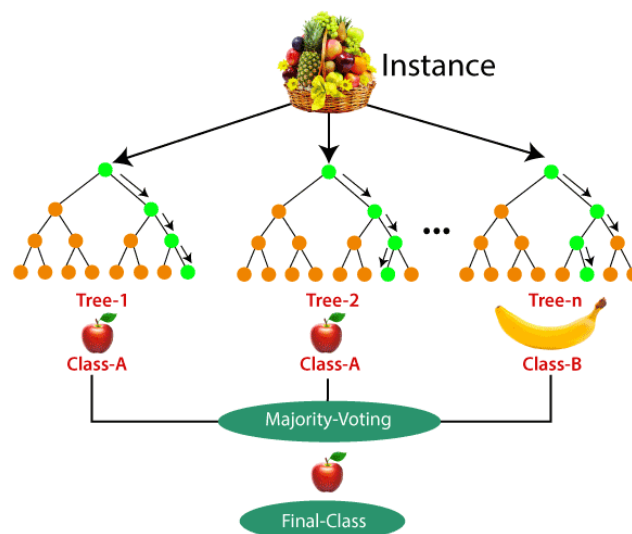 Instance
...
Tree-1
Tree-2
Tree-n
Class-A
Class-A
Class-B
Majority-Voting
Final-Class